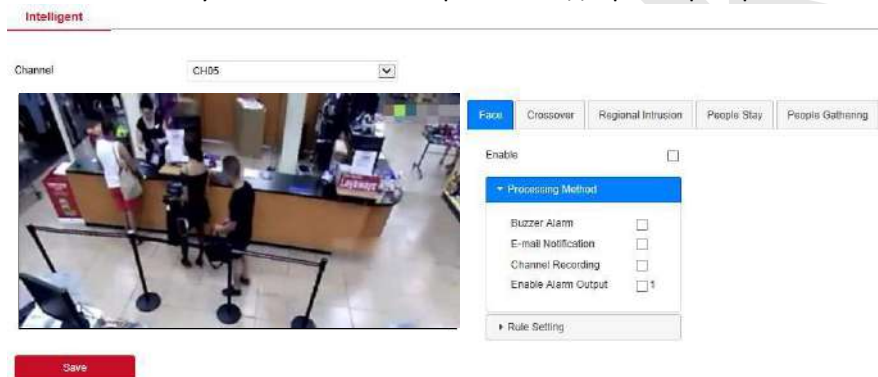 Intelligent
Channel CH05
Face Crossover Regional Intrusion People Stay People Gathering
Enable
Processing Method
Buzzer Alarm
E-mail Notification
Channel Recording
Enable Alarm Output 1
Rule Setting
Save